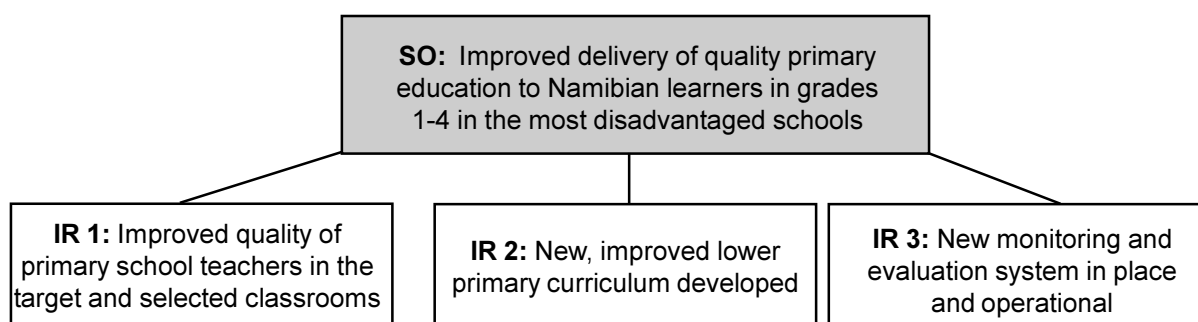 SO: Improved delivery of quality primary
education to Namibian learners in grades
1-4 in the most disadvantaged schools
IR 1: Improved quality of
primary school teachers in the
target and selected classrooms
IR 2: New, improved lower
primary curriculum developed
IR 3: New monitoring and
evaluation system in place
and operational